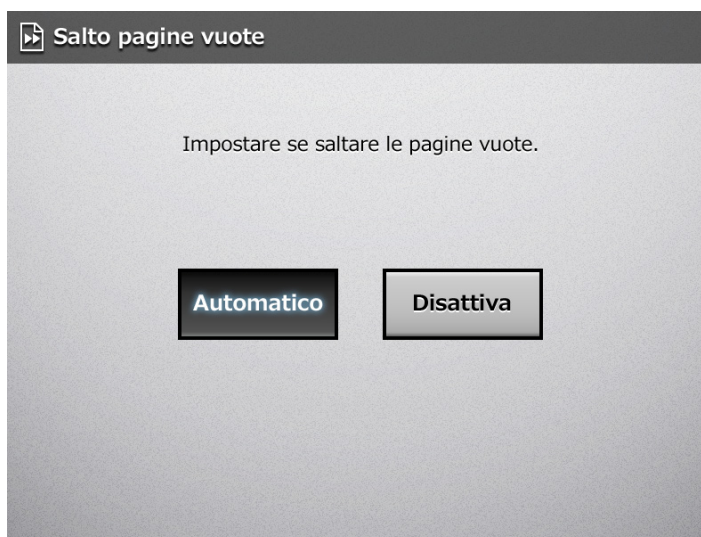 Salto pagine vuote
Impostare se saltare le pagine vuote.
Automatico
Disattiva